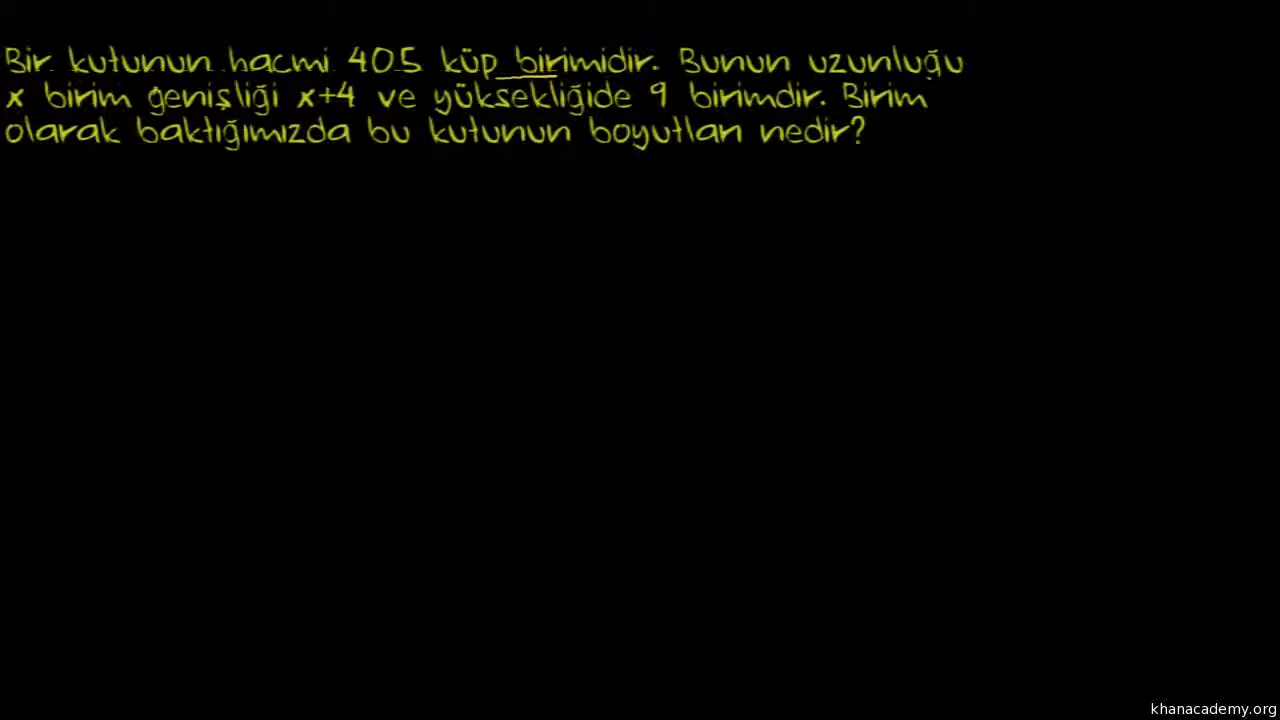 Bir kutunun hacmi 405 küp birimidir. Bunun uzunluğu
x birim genişliği x+4 ve yüksekliğide 9 birimdir. Birim
olarak baktığımızda bu kutunun boyutları nedir?
khanacademy.org